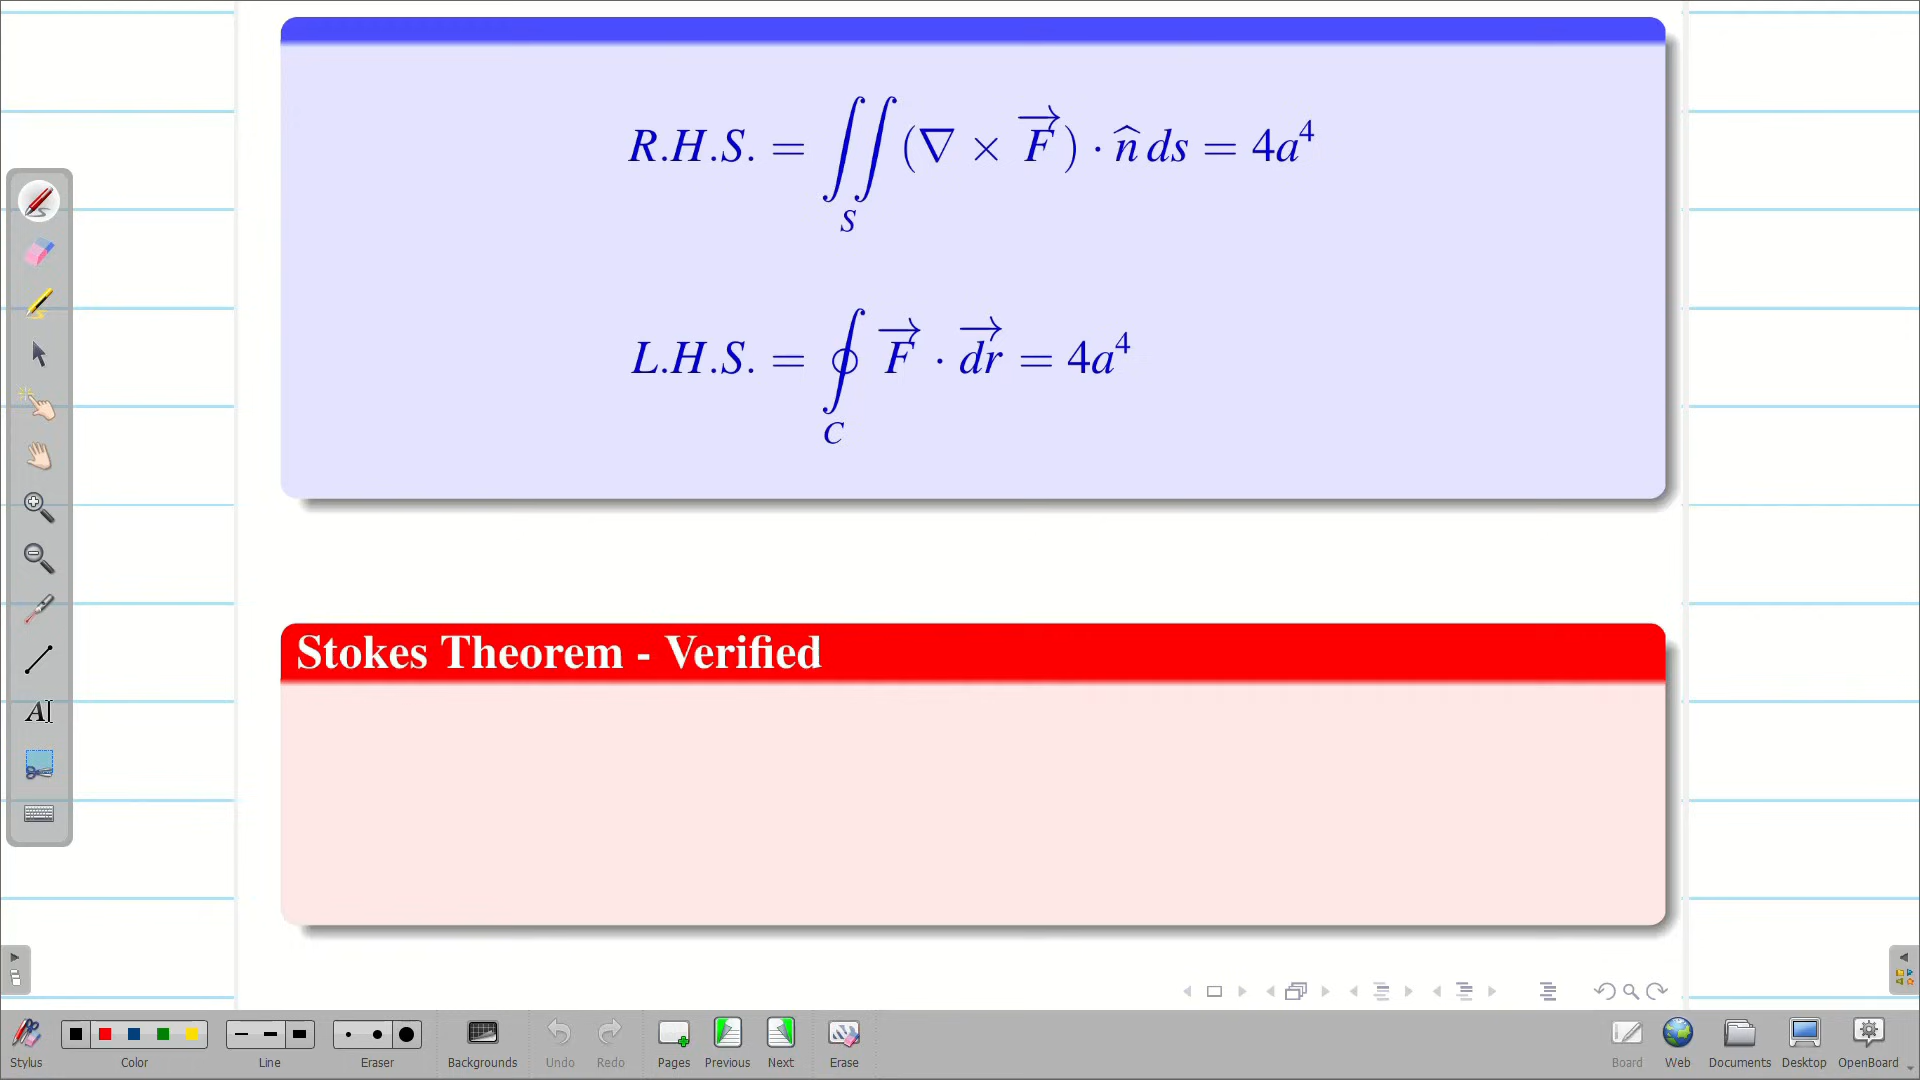 R.H.S. = ∬_S (∇ × F⃗) · n̂ ds = 4a⁴
L.H.S. = ∮_C F⃗ · d⃗r = 4a⁴
Stokes Theorem - Verified
Stylus Color Line Eraser Backgrounds Undo Redo Pages Previous Next Erase Board Web Documents Desktop OpenBoard